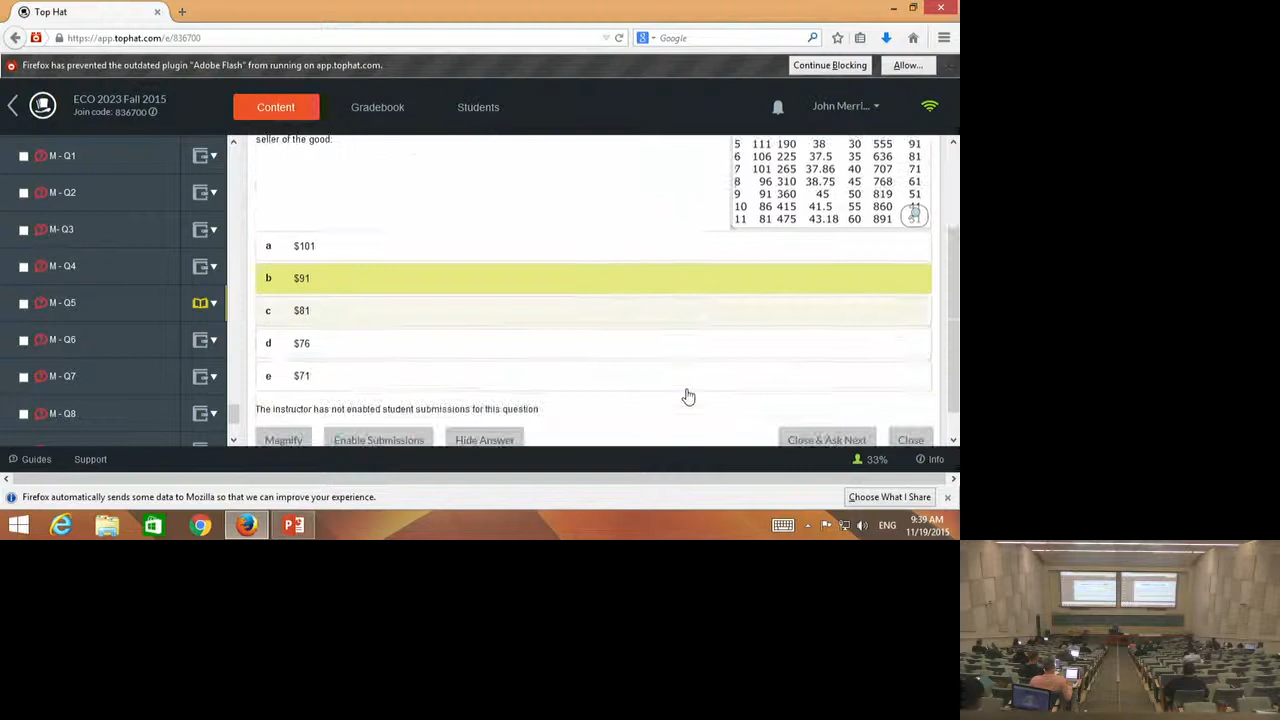 Top Hat
https://app.tophat.com/e/836700
Google
Firefox has prevented the outdated plugin "Adobe Flash" from running on app.tophat.com.
Continue Blocking
Allow...
ECO 2023 Fall 2015
Join code: 836700
Content
Gradebook
Students
John Merri...
M - Q1
M - Q2
M- Q3
M - Q4
M - Q5
M - Q6
M - Q7
M - Q8
seller of the good:
5 111 190 38 30 555 91
6 106 225 37.5 35 636 81
7 101 265 37.86 40 707 71
8 96 310 38.75 45 768 61
9 91 360 45 50 819 51
10 86 415 41.5 55 860
11 81 475 43.18 60 891
a $101
b $91
c $81
d $76
e $71
The instructor has not enabled student submissions for this question
Magnify
Enable Submissions
Hide Answer
Close & Ask Next
Close
Guides
Support
33%
Info
Firefox automatically sends some data to Mozilla so that we can improve your experience.
Choose What I Share
ENG
9:39 AM
11/19/2015